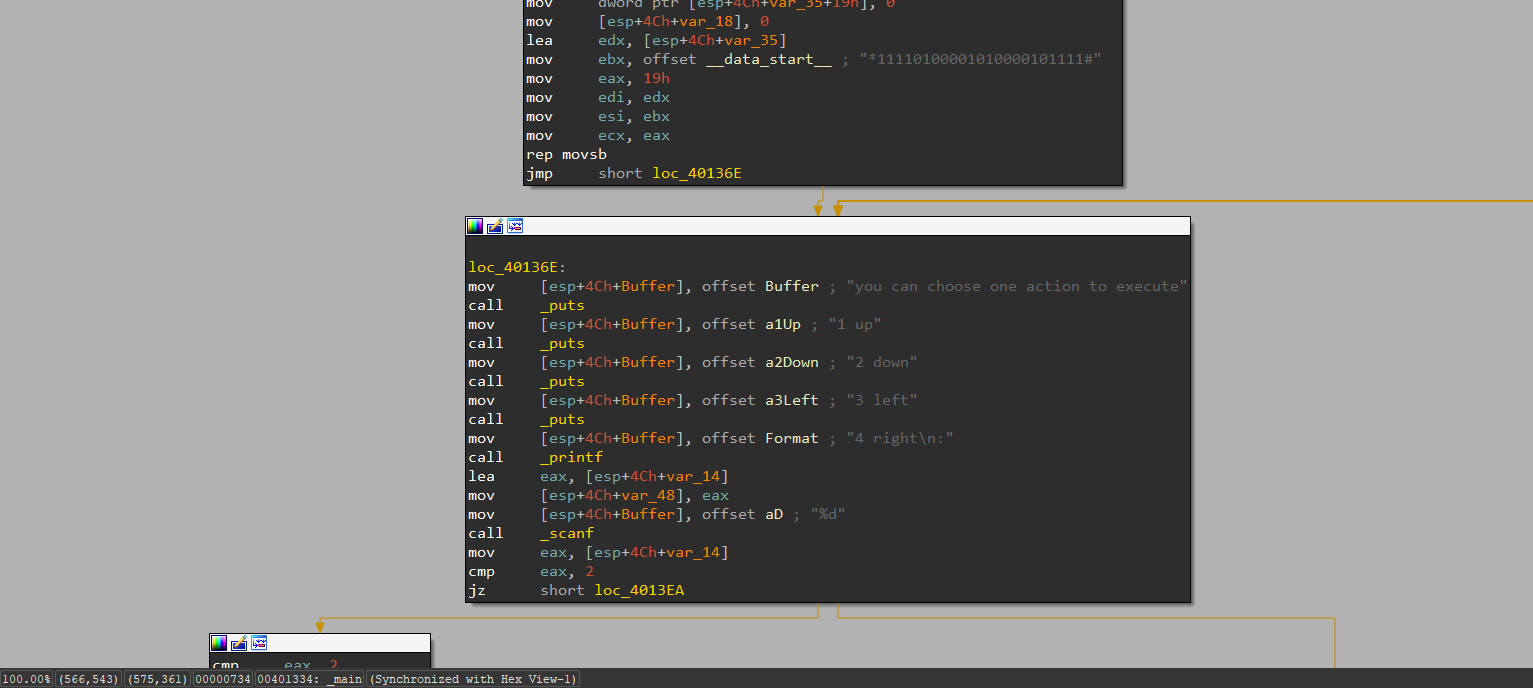 mov dword ptr [esp+4Ch+var_35+19h], 0
mov [esp+4Ch+var_18], 0
lea edx, [esp+4Ch+var_35]
mov ebx, offset __data_start__ ; "*11110100001010000101111#"
mov eax, 19h
mov edi, edx
mov esi, ebx
mov ecx, eax
rep movsb
jmp short loc_40136E
loc_40136E:
mov [esp+4Ch+Buffer], offset Buffer ; "you can choose one action to execute"
call _puts
mov [esp+4Ch+Buffer], offset a1Up ; "1 up"
call _puts
mov [esp+4Ch+Buffer], offset a2Down ; "2 down"
call _puts
mov [esp+4Ch+Buffer], offset a3Left ; "3 left"
call _puts
mov [esp+4Ch+Buffer], offset Format ; "4 right\n:"
call _printf
lea eax, [esp+4Ch+var_14]
mov [esp+4Ch+var_48], eax
mov [esp+4Ch+Buffer], offset aD ; "%d"
call _scanf
mov eax, [esp+4Ch+var_14]
cmp eax, 2
jz short loc_4013EA
cmp eax, 2
100.00% (566,543) (575,361) 00000734 00401334: _main (Synchronized with Hex View-1)